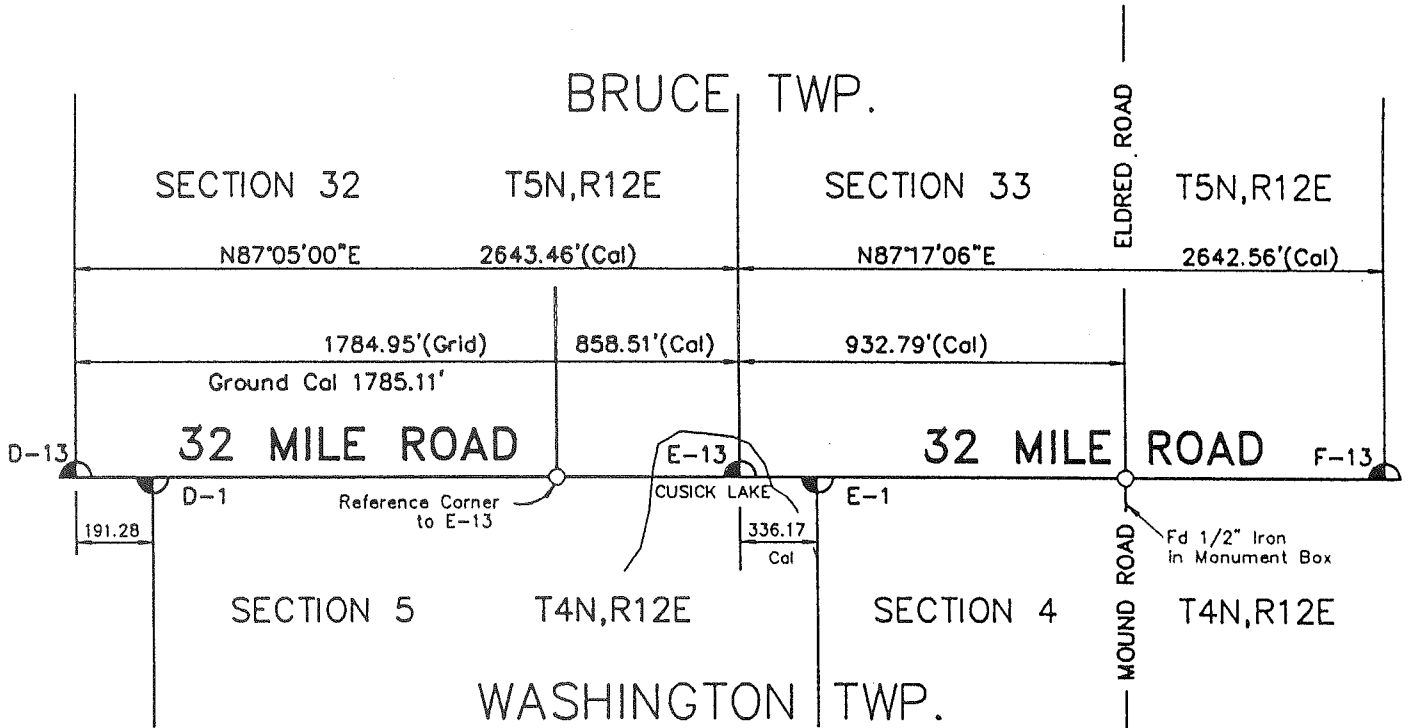 BRUCE TWP.
ELDRED ROAD
SECTION 32
T5N,R12E
SECTION 33
T5N,R12E
N87°05'00"E
2643.46'(Cal)
N87°17'06"E
2642.56'(Cal)
1784.95'(Grid)
858.51'(Cal)
932.79'(Cal)
Ground Cal 1785.11'
D-13
32 MILE ROAD
E-13
32 MILE ROAD
F-13
D-1
Reference Corner
to E-13
CUSICK LAKE
E-1
191.28
336.17
Cal
Fd 1/2" Iron
in Monument Box
SECTION 5
T4N,R12E
SECTION 4
MOUND ROAD
T4N,R12E
WASHINGTON TWP.